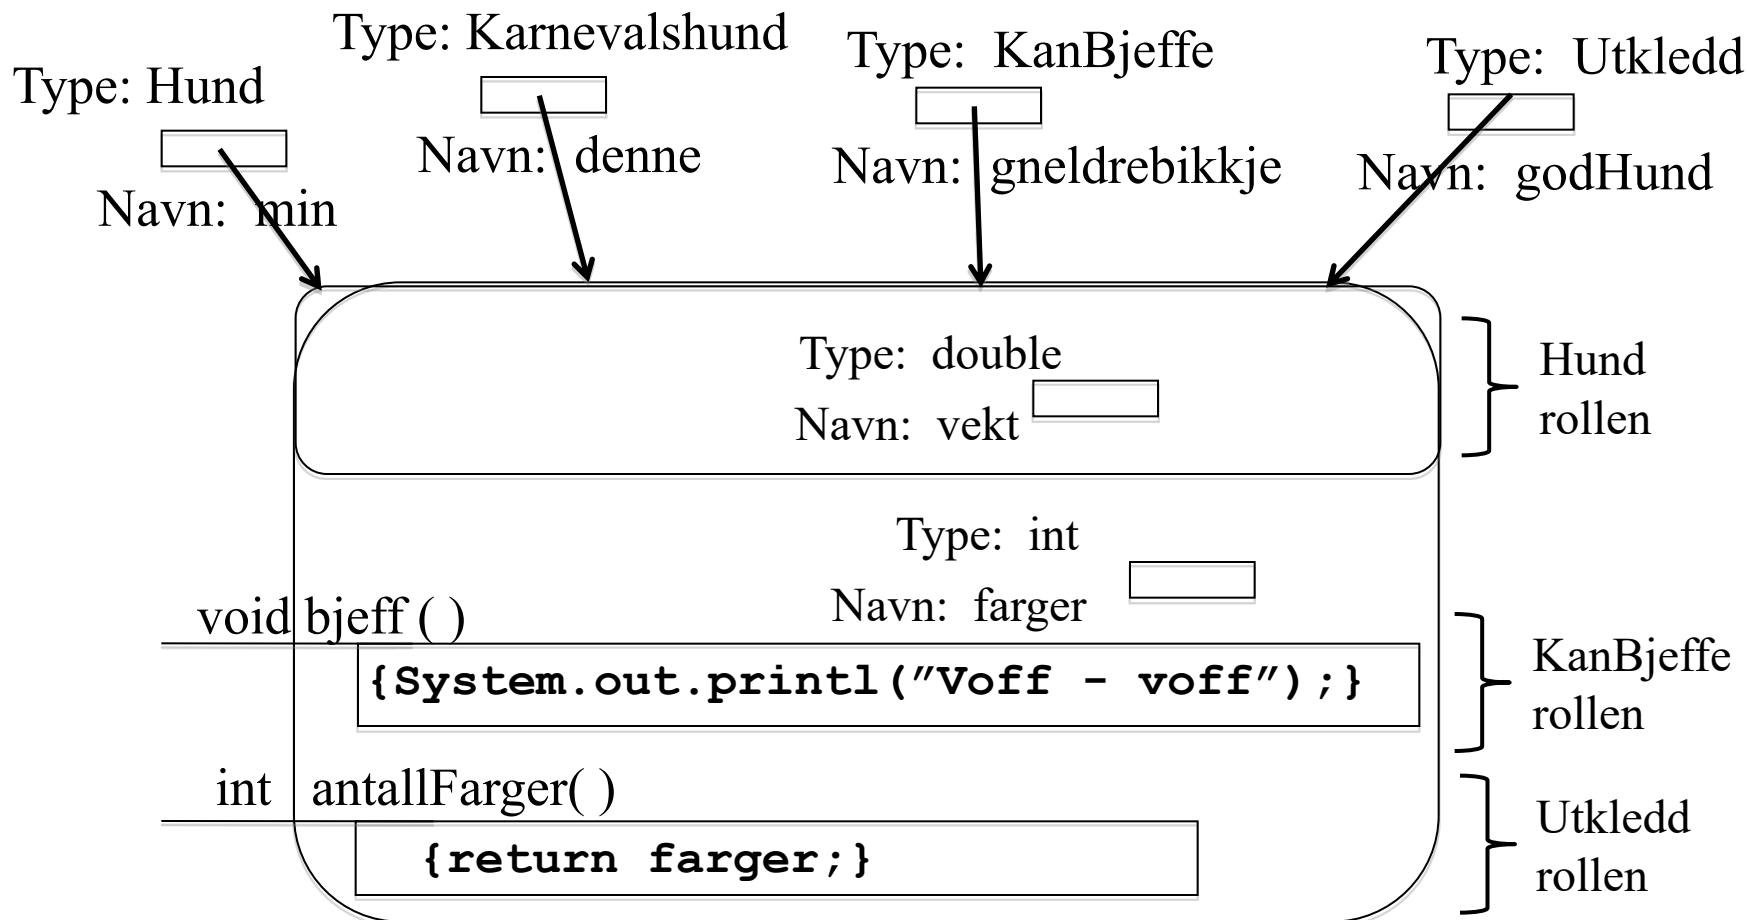 Type: Hund
Navn: min
Type: Karnevalshund
Navn: denne
Type: KanBjeffe
Navn: gneldrebikkje
Type: Utkledd
Navn: godHund
Type: double
Navn: vekt
Hund
rollen
Type: int
Navn: farger
void bjeff ( )
{System.out.printl(”Voff - voff”);}
KanBjeffe
rollen
int antallFarger( )
{return farger;}
Utkledd
rollen